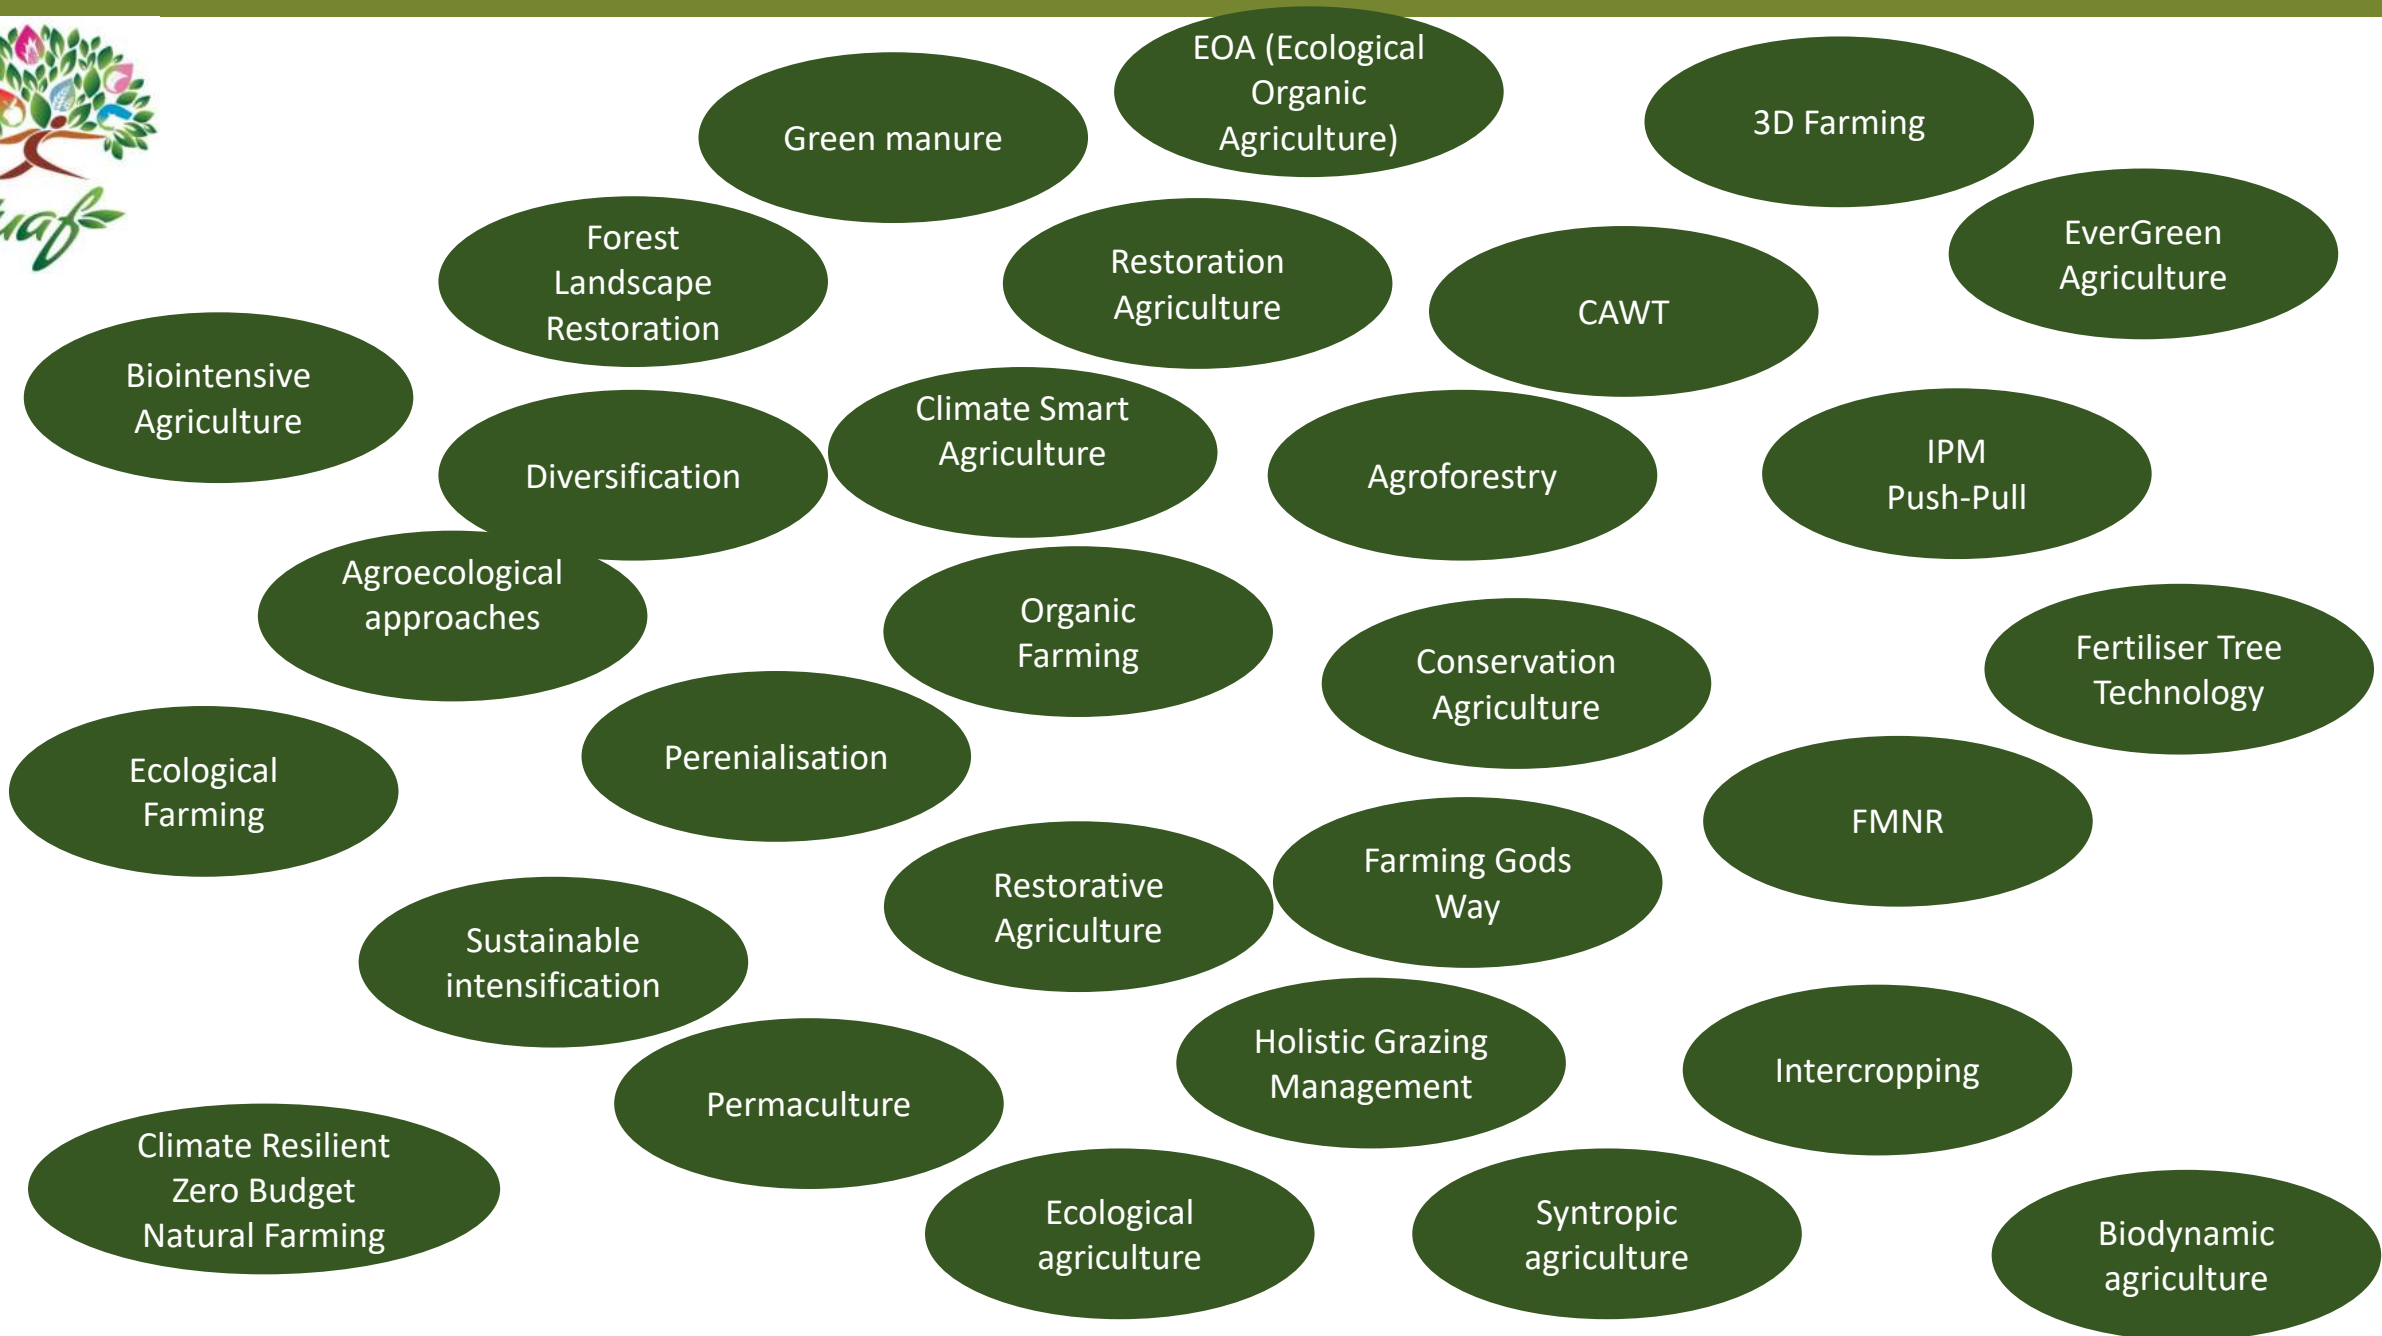 EOA (Ecological
Organic
Agriculture)
Green manure
3D Farming
Forest
Landscape
Restoration
Restoration
Agriculture
CAWT
EverGreen
Agriculture
Biointensive
Agriculture
Diversification
Climate Smart
Agriculture
Agroforestry
IPM
Push-Pull
Agroecological
approaches
Organic
Farming
Conservation
Agriculture
Fertiliser Tree
Technology
Ecological
Farming
Perenialisation
Restorative
Agriculture
Farming Gods
Way
FMNR
Sustainable
intensification
Permaculture
Holistic Grazing
Management
Intercropping
Climate Resilient
Zero Budget
Natural Farming
Ecological
agriculture
Syntropic
agriculture
Biodynamic
agriculture